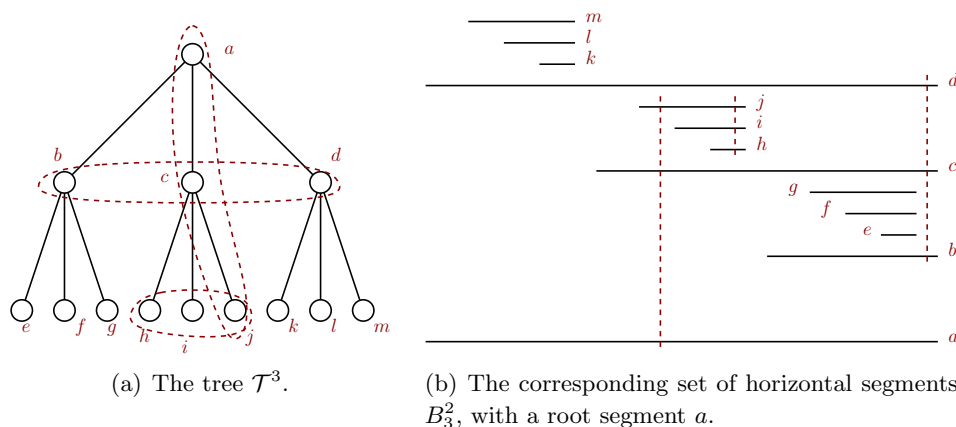 a
b
c
d
e
f
g
h
i
j
k
l
m
(a) The tree 𝒯³.
m
l
k
d
j
i
h
c
g
f
e
b
a
(b) The corresponding set of horizontal segments
B₃², with a root segment a.